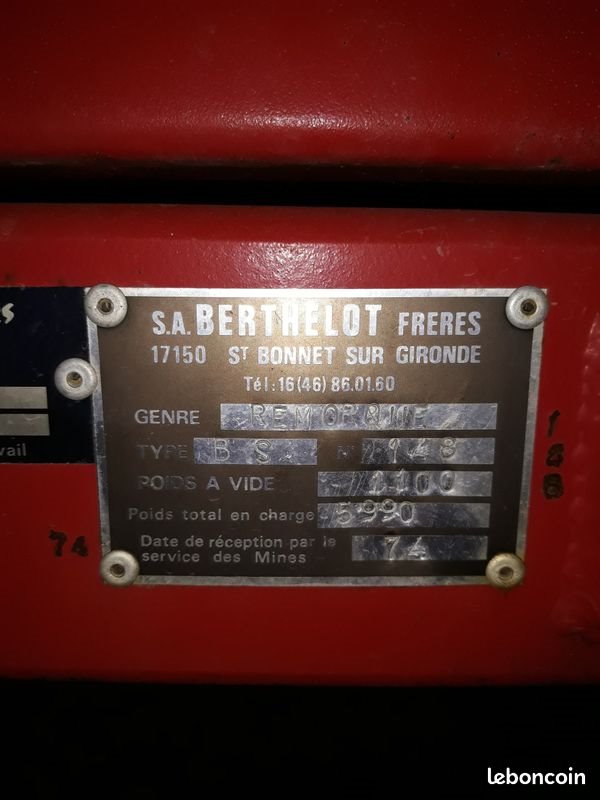 S.A. BERTHELOT FRERES
17150 ST BONNET SUR GIRONDE
Tél: 16 (46) 86.01.60
GENRE REMORQUE
TYPE BS N° 148
POIDS A VIDE 1100
Poids total en charge 5990
Date de réception par le service des Mines 74
74
vail
leboncoin